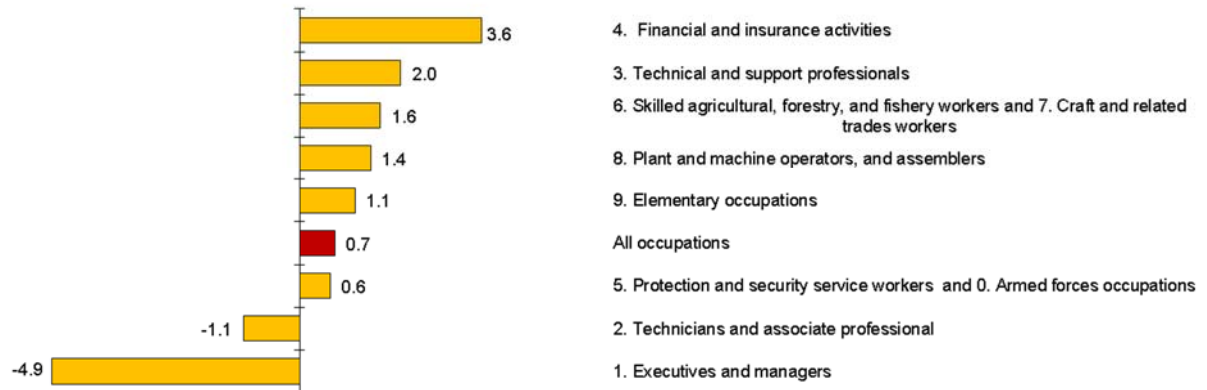 3.6 4. Financial and insurance activities
2.0 3. Technical and support professionals
1.6 6. Skilled agricultural, forestry, and fishery workers and 7. Craft and related
trades workers
1.4 8. Plant and machine operators, and assemblers
1.1 9. Elementary occupations
0.7 All occupations
0.6 5. Protection and security service workers and 0. Armed forces occupations
-1.1 2. Technicians and associate professional
-4.9 1. Executives and managers